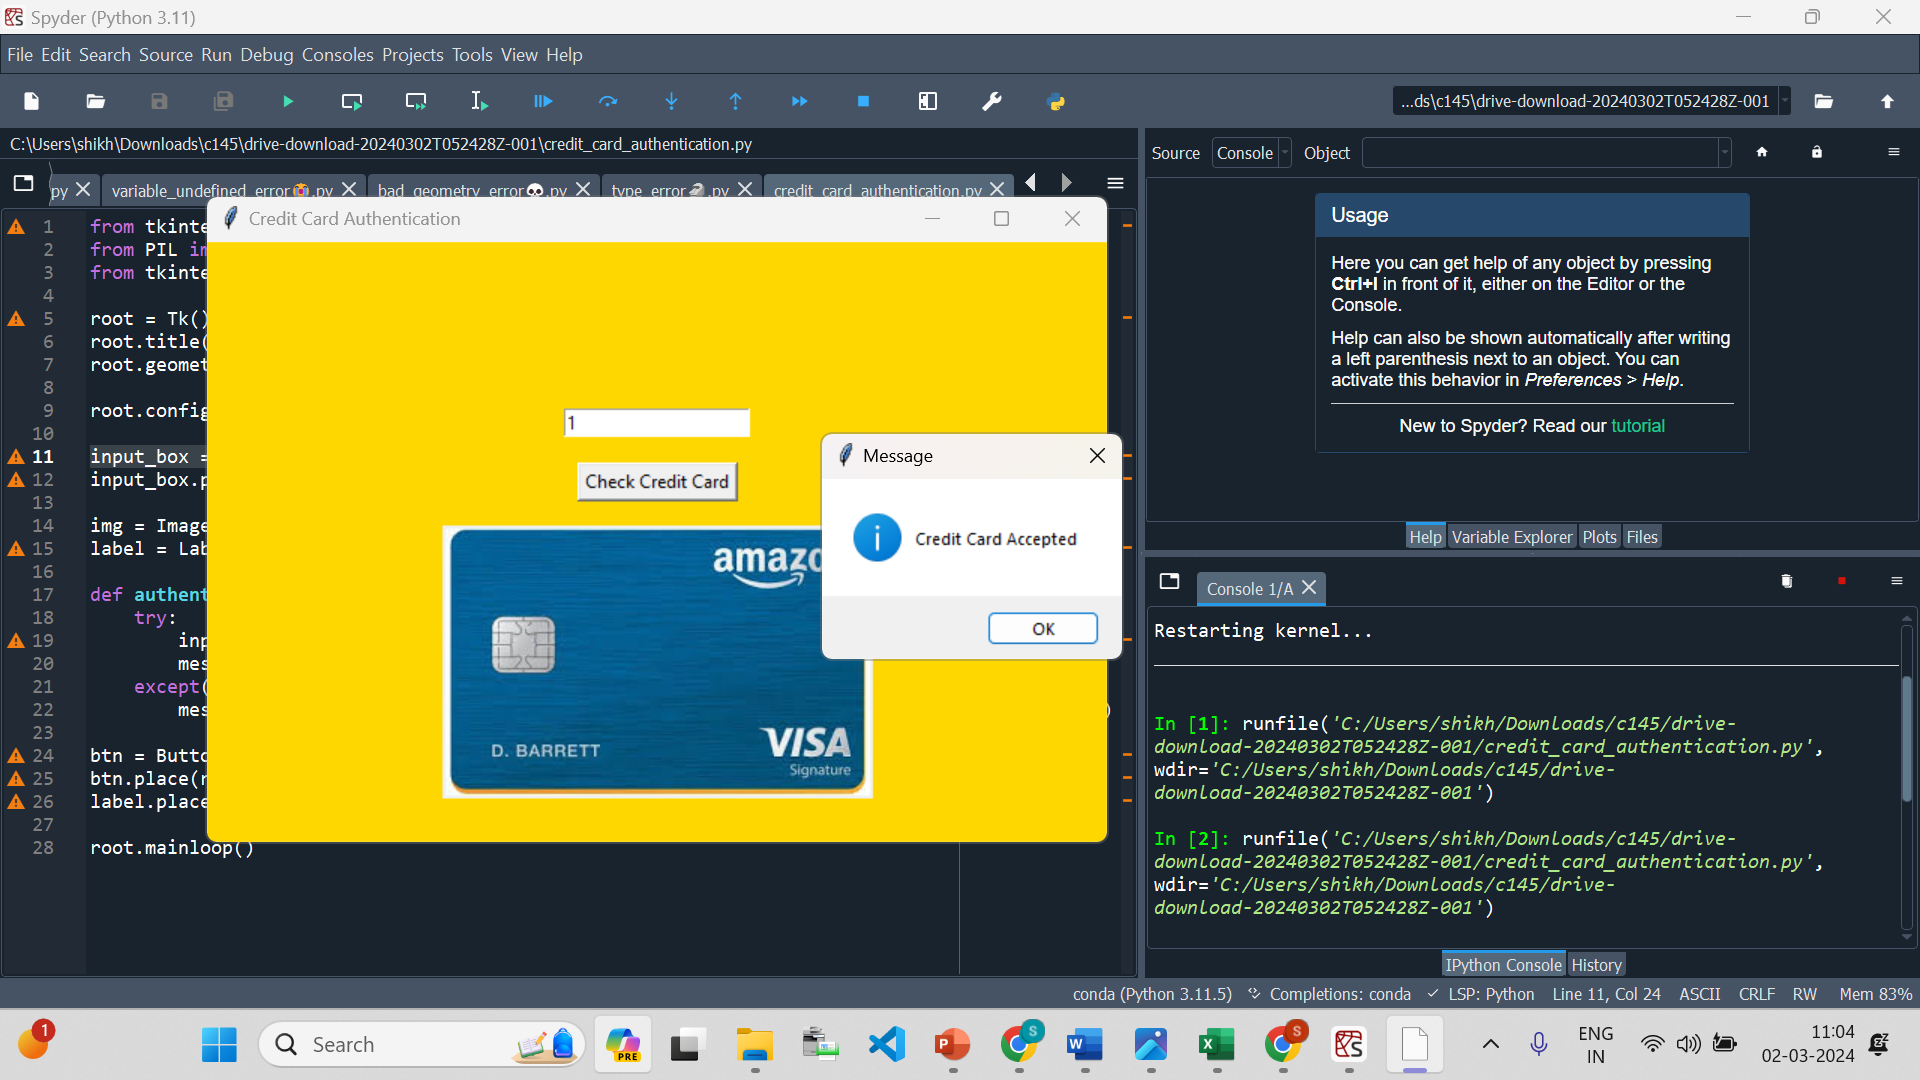 Spyder (Python 3.11)
File Edit Search Source Run Debug Consoles Projects Tools View Help
...ds\c145\drive-download-20240302T052428Z-001
C:\Users\shikh\Downloads\c145\drive-download-20240302T052428Z-001\credit_card_authentication.py
Source Console Object
py variable_undefined_error.py bad_geometry_error.py type_error.py credit_card_authentication.py
1 from tkinte
2 from PIL im
3 from tkinte
4
5 root = Tk()
6 root.title(
7 root.geomet
8
9 root.config
10
11 input_box =
12 input_box.p
13
14 img = Image
15 label = Lab
16
17 def authent
18 try:
19 inp
20 mes
21 except(
22 mes )
23
24 btn = Butto
25 btn.place(r
26 label.place
27
28 root.mainloop()
Credit Card Authentication
1
Check Credit Card
amazo
D. BARRETT
VISA
Signature
Message
Credit Card Accepted
OK
Usage
Here you can get help of any object by pressing
Ctrl+I in front of it, either on the Editor or the
Console.
Help can also be shown automatically after writing
a left parenthesis next to an object. You can
activate this behavior in Preferences > Help.
New to Spyder? Read our tutorial
Help Variable Explorer Plots Files
Console 1/A
Restarting kernel...
In [1]: runfile('C:/Users/shikh/Downloads/c145/drive-
download-20240302T052428Z-001/credit_card_authentication.py',
wdir='C:/Users/shikh/Downloads/c145/drive-
download-20240302T052428Z-001')
In [2]: runfile('C:/Users/shikh/Downloads/c145/drive-
download-20240302T052428Z-001/credit_card_authentication.py',
wdir='C:/Users/shikh/Downloads/c145/drive-
download-20240302T052428Z-001')
IPython Console History
conda (Python 3.11.5) Completions: conda LSP: Python Line 11, Col 24 ASCII CRLF RW Mem 83%
1
Search
PRE
P
S
W
X
S
ENG
IN
11:04
02-03-2024